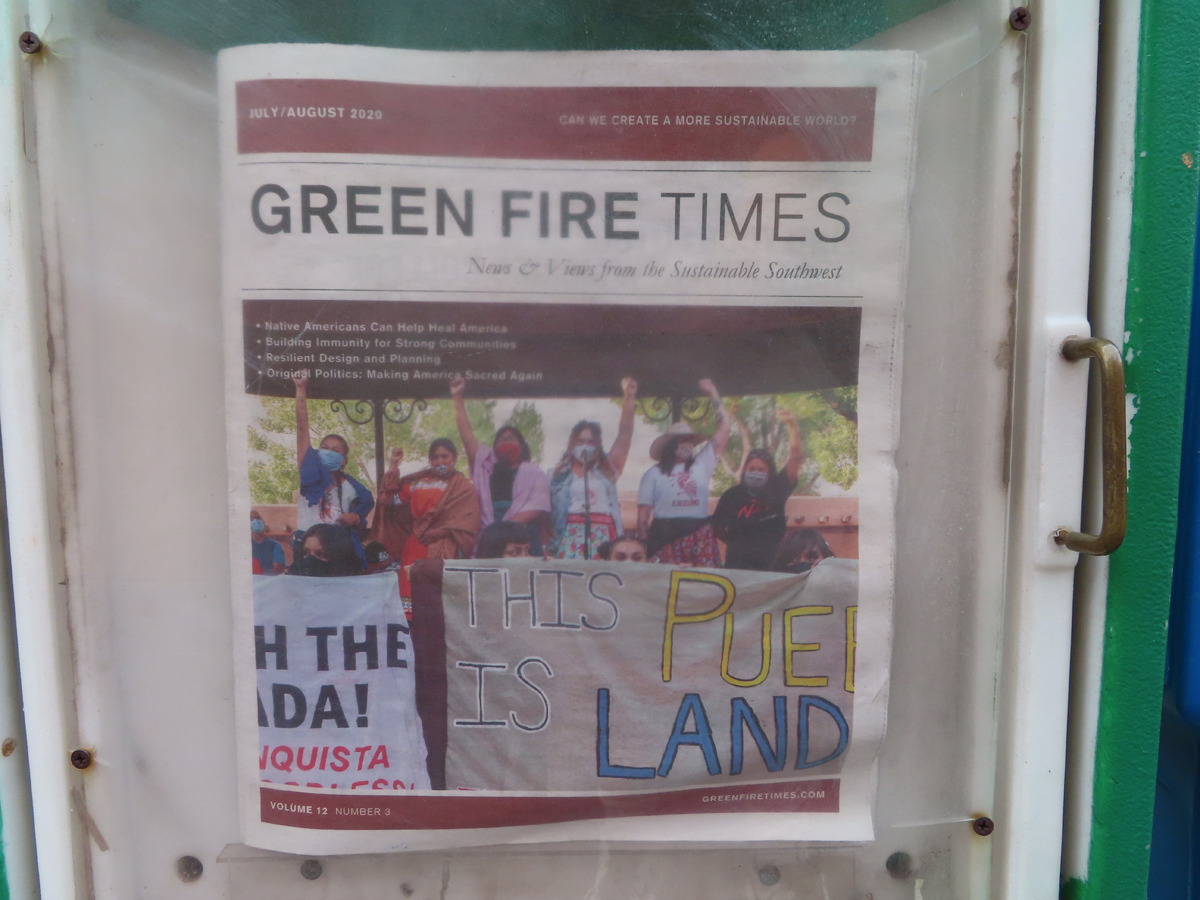 JULY/AUGUST 2020
CAN WE CREATE A MORE SUSTAINABLE WORLD?
GREEN FIRE TIMES
News & Views from the Sustainable Southwest
• Native Americans Can Help Heal America
• Building Immunity for Strong Communities
• Resilient Design and Planning
• Original Politics: Making America Sacred Again
H THE
ADA!
NQUISTA
THIS PUEB
IS LAND
VOLUME 12 NUMBER 3
GREENFIRETIMES.COM